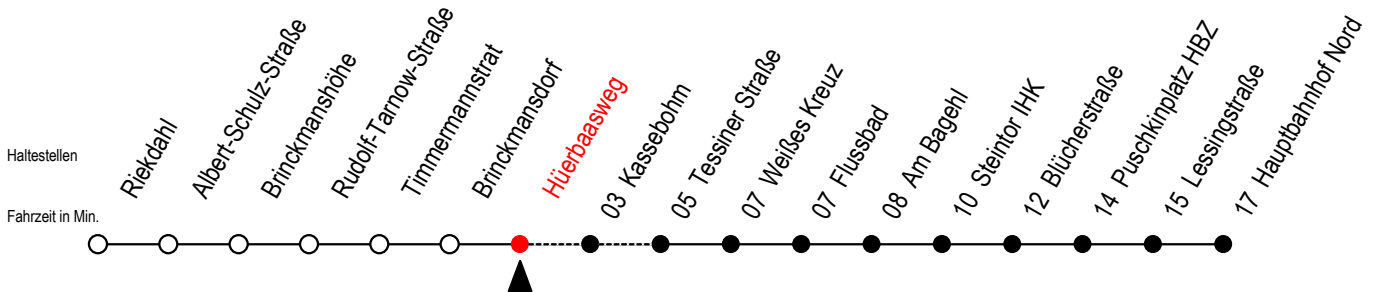 Haltestellen
Fahrzeit in Min.
Riekdahl
Albert-Schulz-Straße
Brinckmanshöhe
Rudolf-Tarnow-Straße
Timmermannstrat
Brinckmansdorf
Hüerbaasweg
03 Kassebohm
05 Tessiner Straße
07 Weißes Kreuz
07 Flussbad
08 Am Bagehl
10 Steintor IHK
12 Blücherstraße
14 Puschkinplatz HBZ
15 Lessingstraße
17 Hauptbahnhof Nord